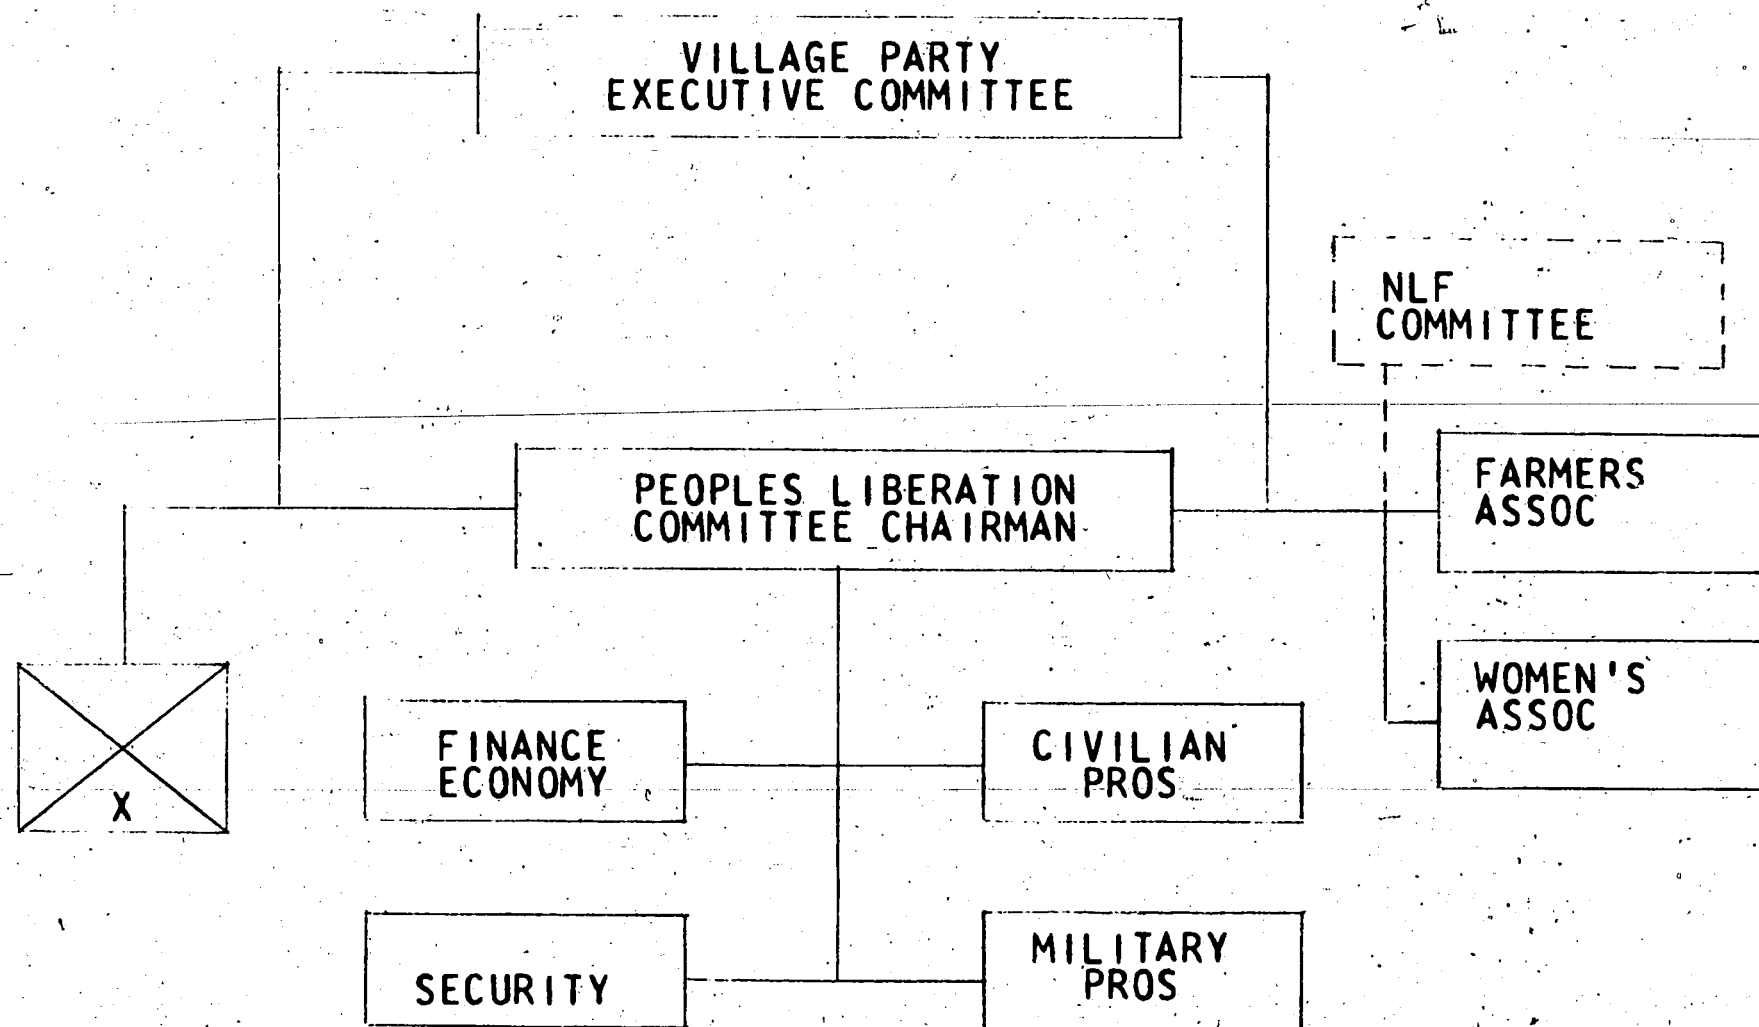 VILLAGE PARTY
EXECUTIVE COMMITTEE
NLF
COMMITTEE
PEOPLES LIBERATION
COMMITTEE CHAIRMAN
FARMERS
ASSOC
WOMEN'S
ASSOC
X
FINANCE
ECONOMY
CIVILIAN
PROS
SECURITY
MILITARY
PROS